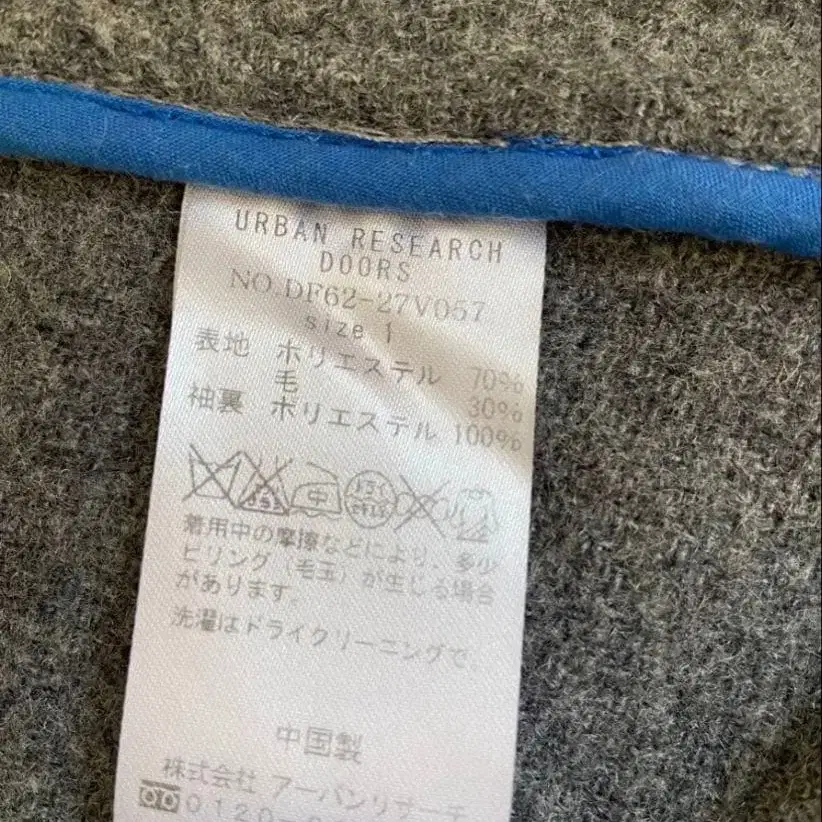 URBAN RESEARCH
DOORS
NO.DF62-27V057
size 1
表地 ポリエステル 70%
毛 30%
袖裏 ポリエステル 100%
中
着用中の摩擦などにより、多少
ピリング（毛玉）が生じる場合
があります。
洗濯はドライクリーニングで。
中国製
株式会社 アーバンリサーチ
0120-